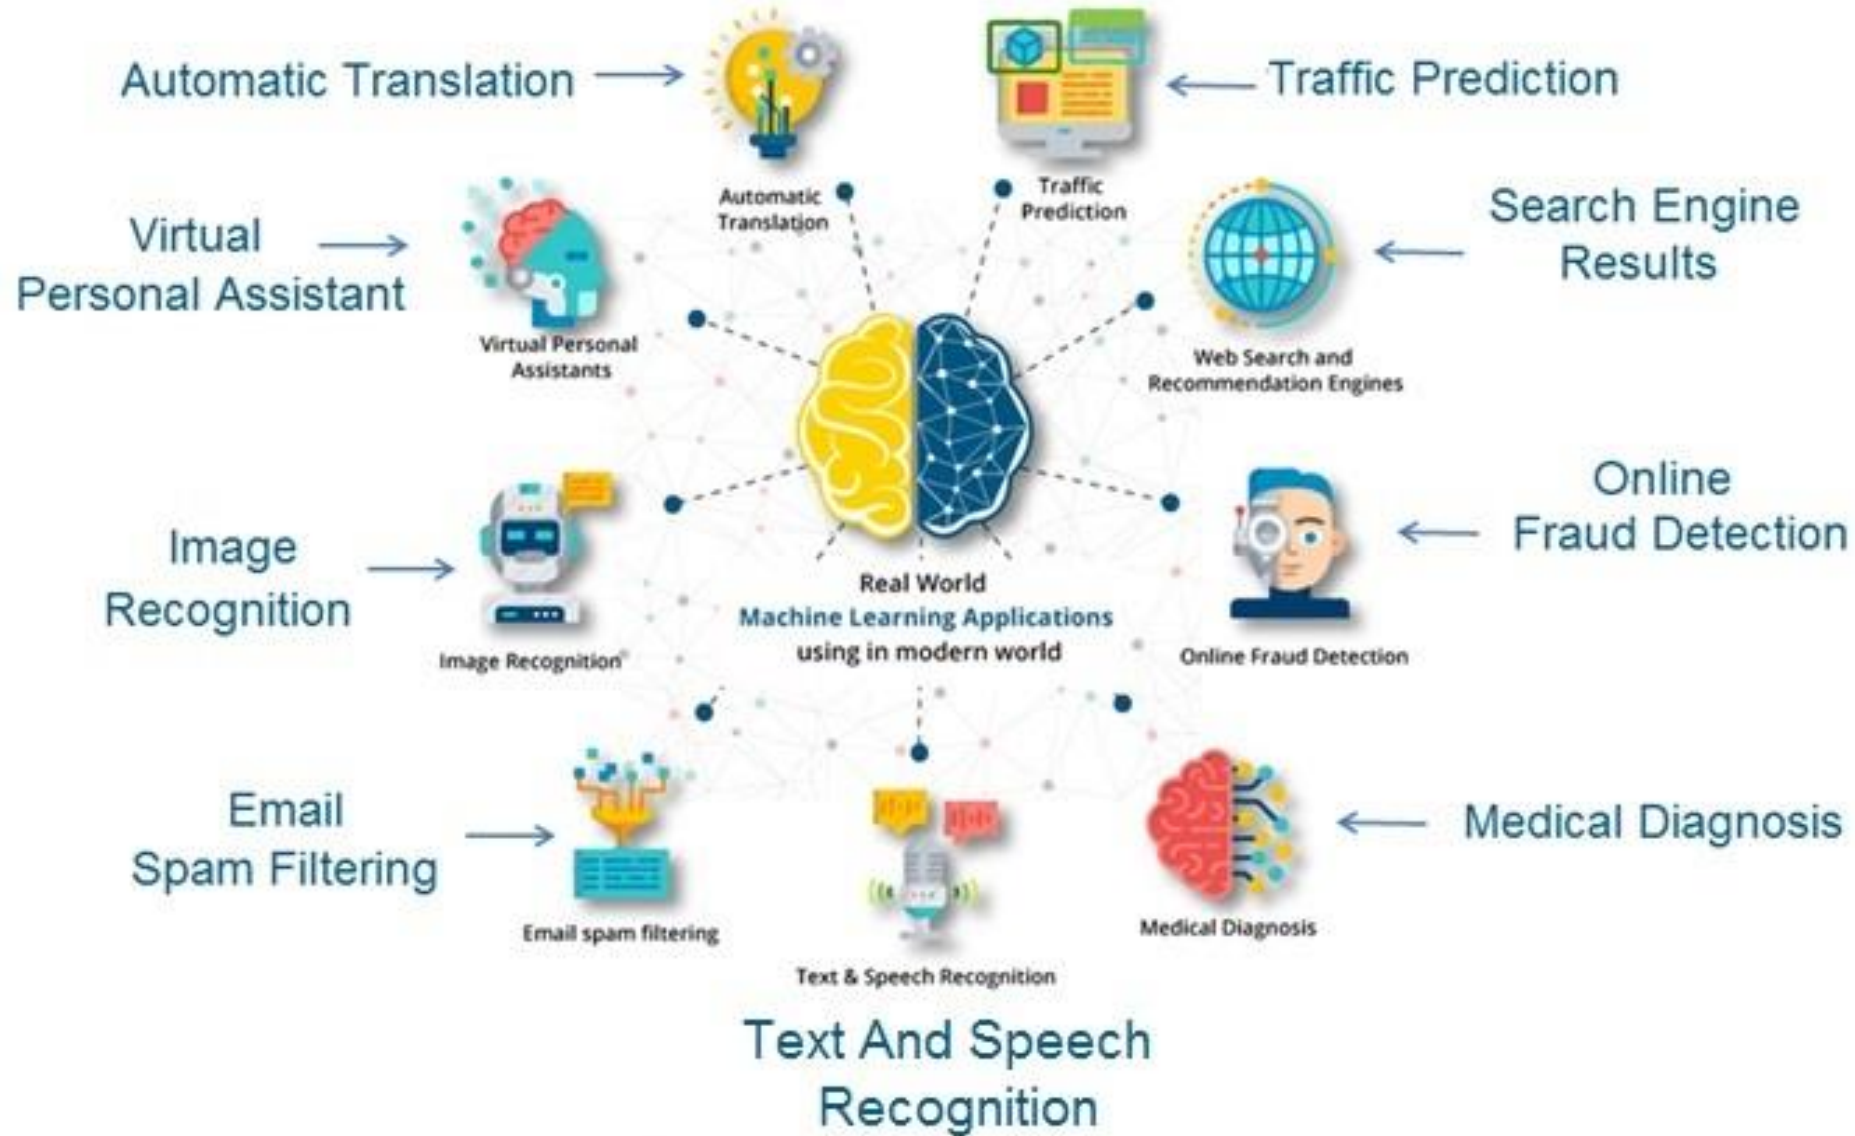 Automatic Translation
Traffic Prediction
Automatic
Translation
Traffic
Prediction
Virtual
Personal Assistant
Search Engine
Results
Virtual Personal
Assistants
Web Search and
Recommendation Engines
Image
Recognition
Online
Fraud Detection
Real World
Machine Learning Applications
using in modern world
Image Recognition
Online Fraud Detection
Email
Spam Filtering
Medical Diagnosis
Email spam filtering
Medical Diagnosis
Text & Speech Recognition
Text And Speech
Recognition